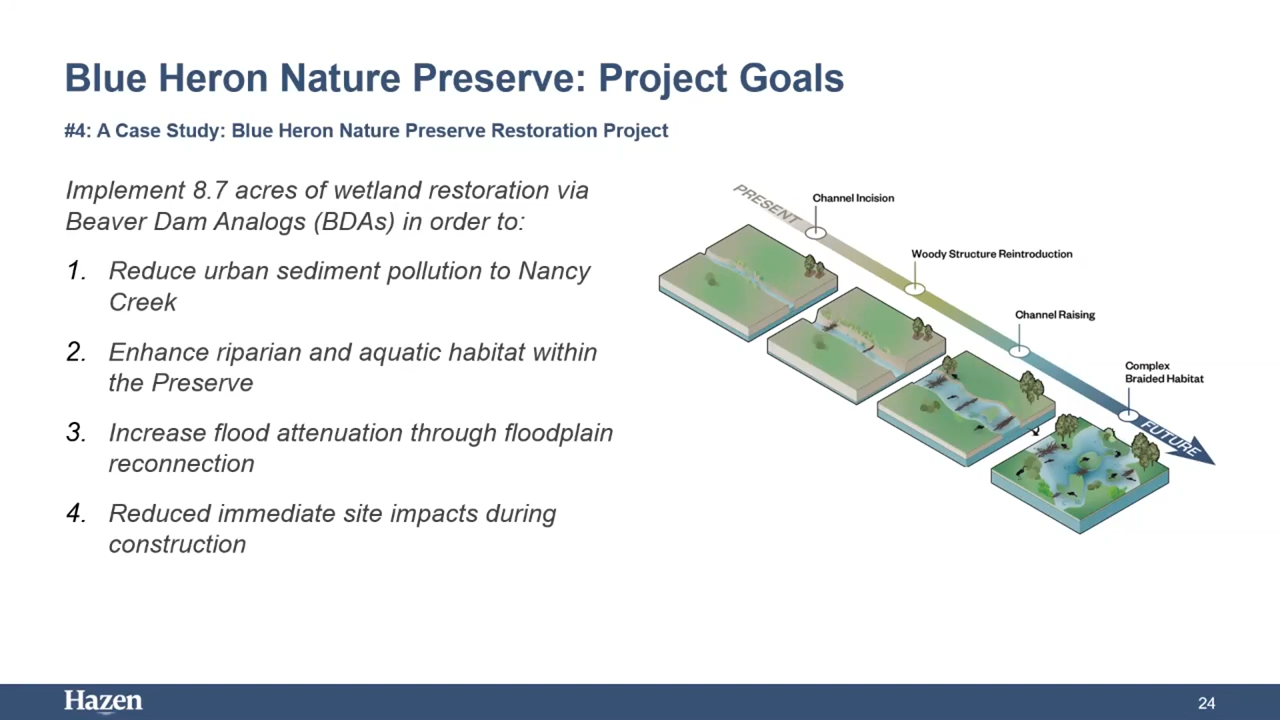 Blue Heron Nature Preserve: Project Goals
#4: A Case Study: Blue Heron Nature Preserve Restoration Project
Implement 8.7 acres of wetland restoration via
Beaver Dam Analogs (BDAs) in order to:
1. Reduce urban sediment pollution to Nancy
Creek
2. Enhance riparian and aquatic habitat within
the Preserve
3. Increase flood attenuation through floodplain
reconnection
4. Reduced immediate site impacts during
construction
PRESENT
Channel Incision
Woody Structure Reintroduction
Channel Raising
Complex
Braided Habitat
FUTURE
Hazen
24